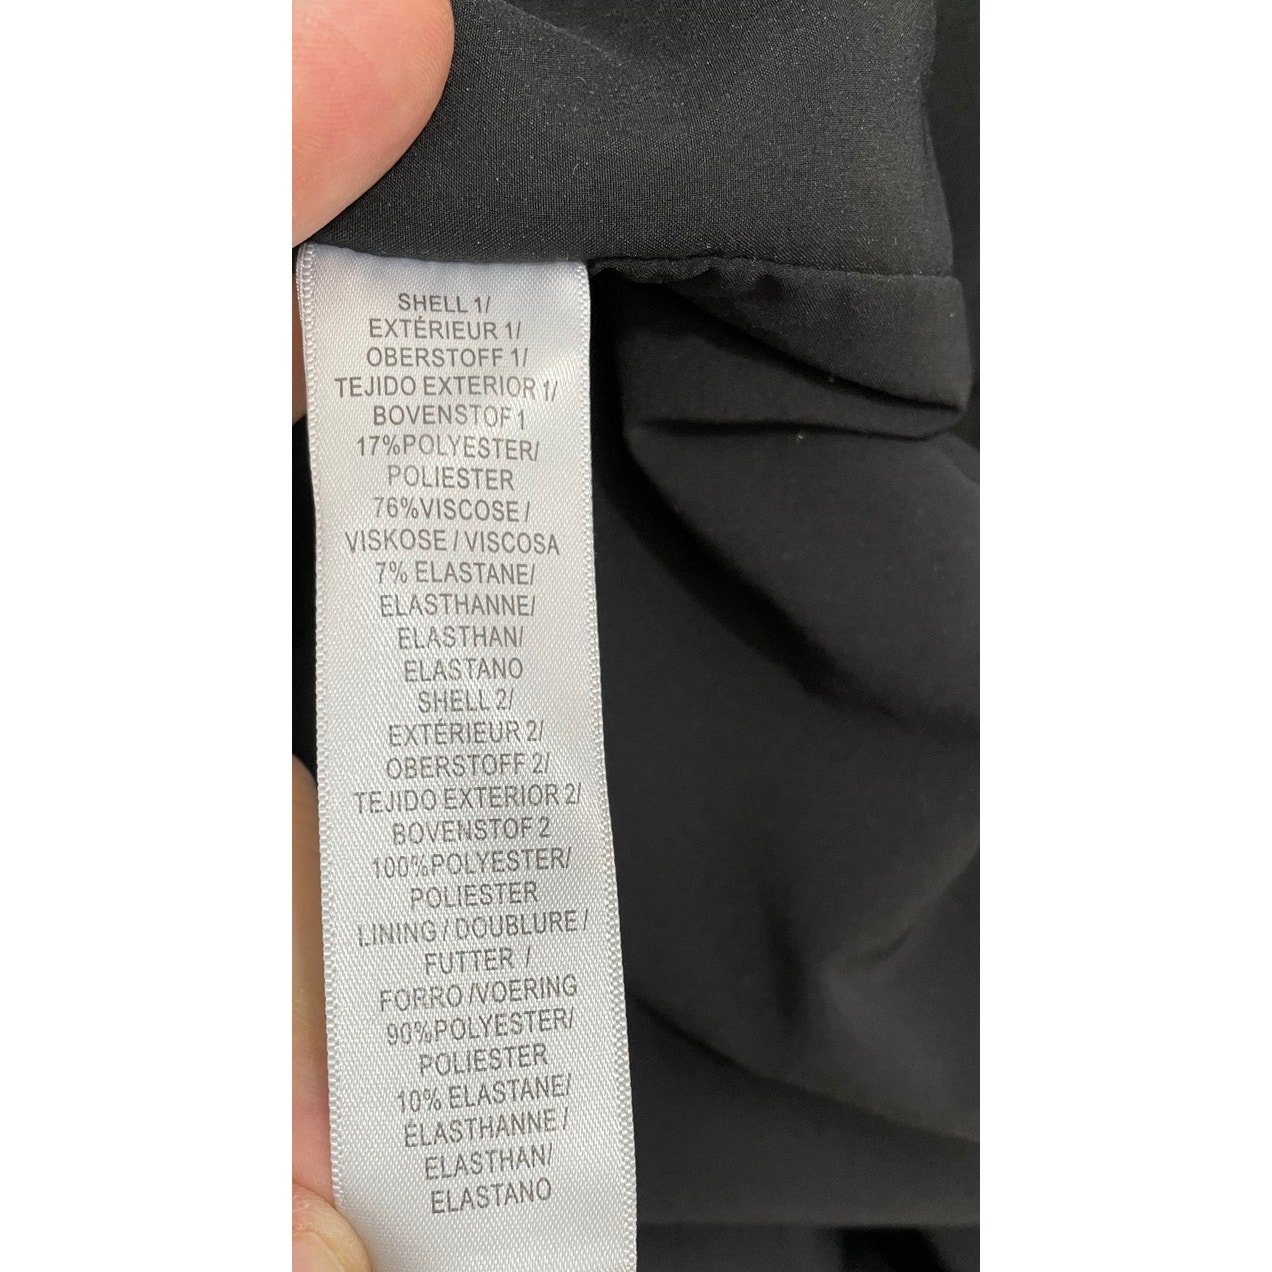 SHELL 1/
EXTÉRIEUR 1/
OBERSTOFF 1/
TEJIDO EXTERIOR 1/
BOVENSTOF 1
17%POLYESTER/
POLIESTER
76%VISCOSE /
VISKOSE / VISCOSA
7% ELASTANE/
ELASTHANNE/
ELASTHAN/
ELASTANO
SHELL 2/
EXTÉRIEUR 2/
OBERSTOFF 2/
TEJIDO EXTERIOR 2/
BOVENSTOF 2
100%POLYESTER/
POLIESTER
LINING / DOUBLURE /
FUTTER /
FORRO /VOERING
90%POLYESTER/
POLIESTER
10% ELASTANE/
ÉLASTHANNE /
ELASTHAN/
ELASTANO